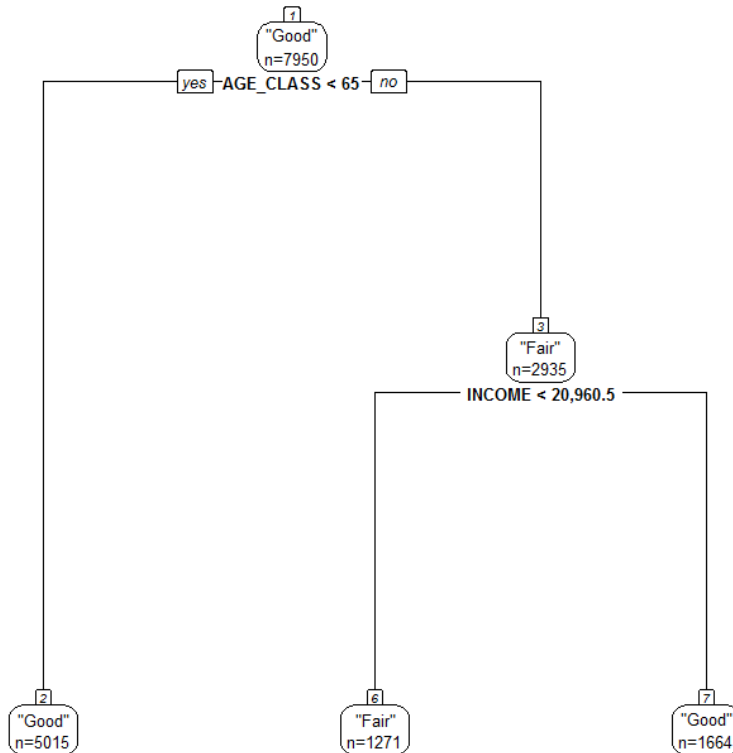 1
"Good"
n=7950
yes AGE_CLASS < 65 no
3
"Fair"
n=2935
INCOME < 20,960.5
2
"Good"
n=5015
6
"Fair"
n=1271
7
"Good"
n=1664